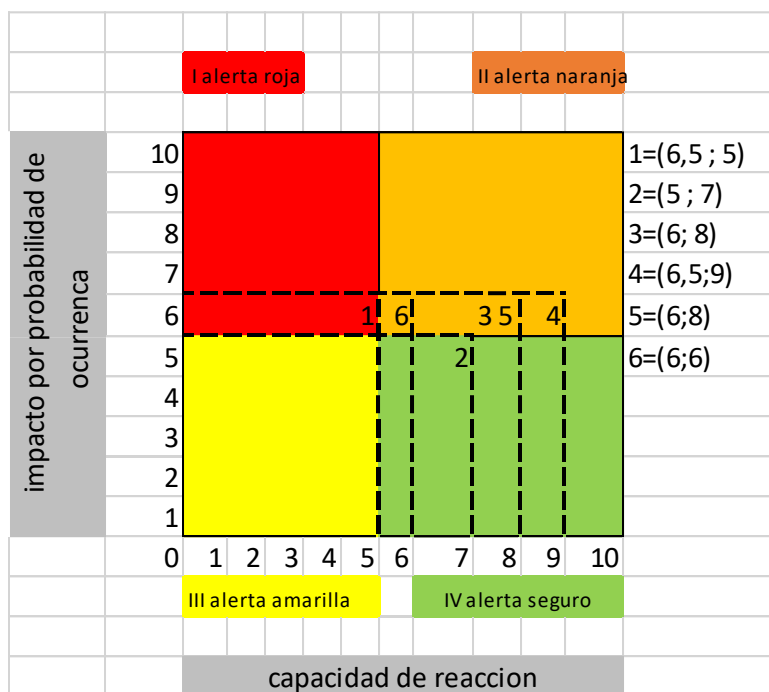 I alerta roja
II alerta naranja
impacto por probabilidad de
ocurrenca
10
9
8
7
6
5
4
3
2
1
1 6 3 5 4
2
1=(6,5 ; 5)
2=(5 ; 7)
3=(6; 8)
4=(6,5;9)
5=(6;8)
6=(6;6)
0 1 2 3 4 5 6 7 8 9 10
III alerta amarilla
IV alerta seguro
capacidad de reaccion